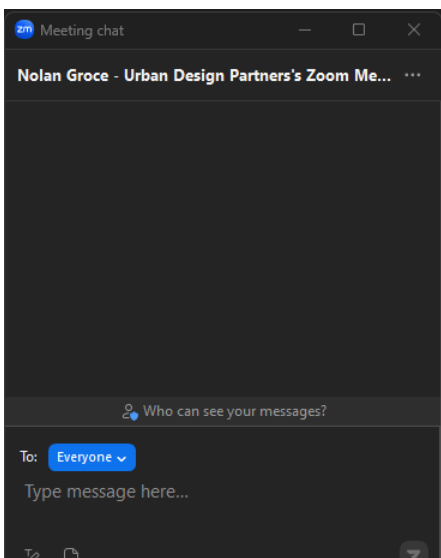 zm Meeting chat
Nolan Groce - Urban Design Partners's Zoom Me... ...
Who can see your messages?
To: Everyone
Type message here...